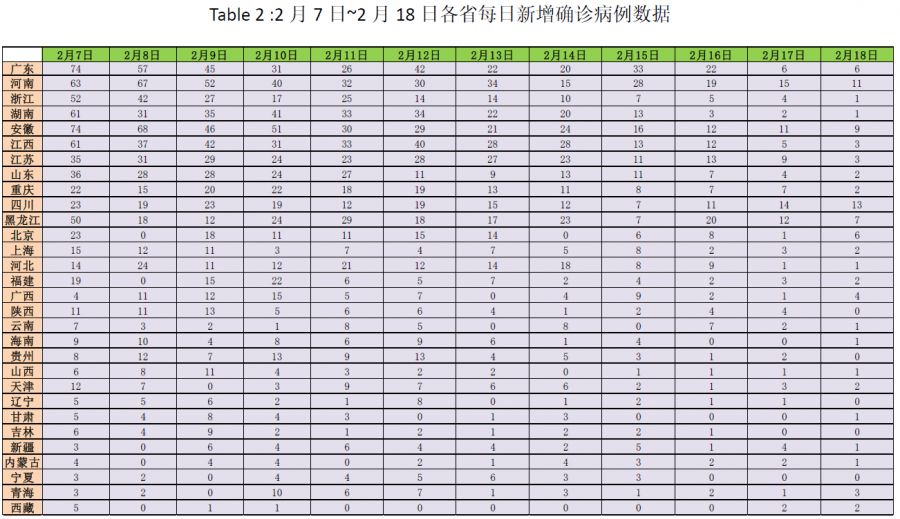 Table 2 :2 月 7 日~2 月 18 日各省每日新增确诊病例数据
2月7日 2月8日 2月9日 2月10日 2月11日 2月12日 2月13日 2月14日 2月15日 2月16日 2月17日 2月18日
广东 74 57 45 31 26 42 22 20 33 22 6 6
河南 63 67 52 40 32 30 34 15 28 19 15 11
浙江 52 42 27 17 25 14 14 10 7 5 4 1
湖南 61 31 35 41 33 34 22 20 13 3 2 1
安徽 74 68 46 51 30 29 21 24 16 12 11 9
江西 61 37 42 31 33 40 28 28 13 12 5 3
江苏 35 31 29 24 23 28 27 23 11 13 9 3
山东 36 28 28 24 27 11 9 13 11 7 4 2
重庆 22 15 20 22 18 19 13 11 8 7 7 2
四川 23 19 23 19 12 19 15 12 7 11 14 13
黑龙江 50 18 12 24 29 18 17 23 7 20 12 7
北京 23 0 18 11 11 15 14 0 6 8 1 6
上海 15 12 11 3 7 4 7 5 8 2 3 2
河北 14 24 11 12 21 12 14 18 8 9 1 1
福建 19 0 15 22 6 5 7 2 4 2 3 2
广西 4 11 12 15 5 7 0 4 9 2 1 4
陕西 11 11 13 5 6 6 4 1 2 4 4 0
云南 7 3 2 1 8 5 0 8 0 7 2 1
海南 9 10 4 8 6 9 6 1 4 0 0 1
贵州 8 12 7 13 9 13 4 5 3 1 2 0
山西 6 8 11 4 3 2 2 0 1 1 1 1
天津 12 7 0 3 9 7 6 6 2 1 3 2
辽宁 5 5 6 2 1 8 0 1 2 1 1 0
甘肃 5 4 8 4 3 0 1 3 0 0 0 1
吉林 6 4 9 2 1 2 1 2 2 1 0 0
新疆 3 0 6 4 6 4 4 2 5 1 4 1
内蒙古 4 0 4 4 0 2 1 4 3 2 2 1
宁夏 3 2 0 4 4 5 6 3 3 0 0 0
青海 3 2 0 10 6 7 1 3 1 2 1 3
西藏 5 0 1 1 0 0 0 0 0 0 2 2